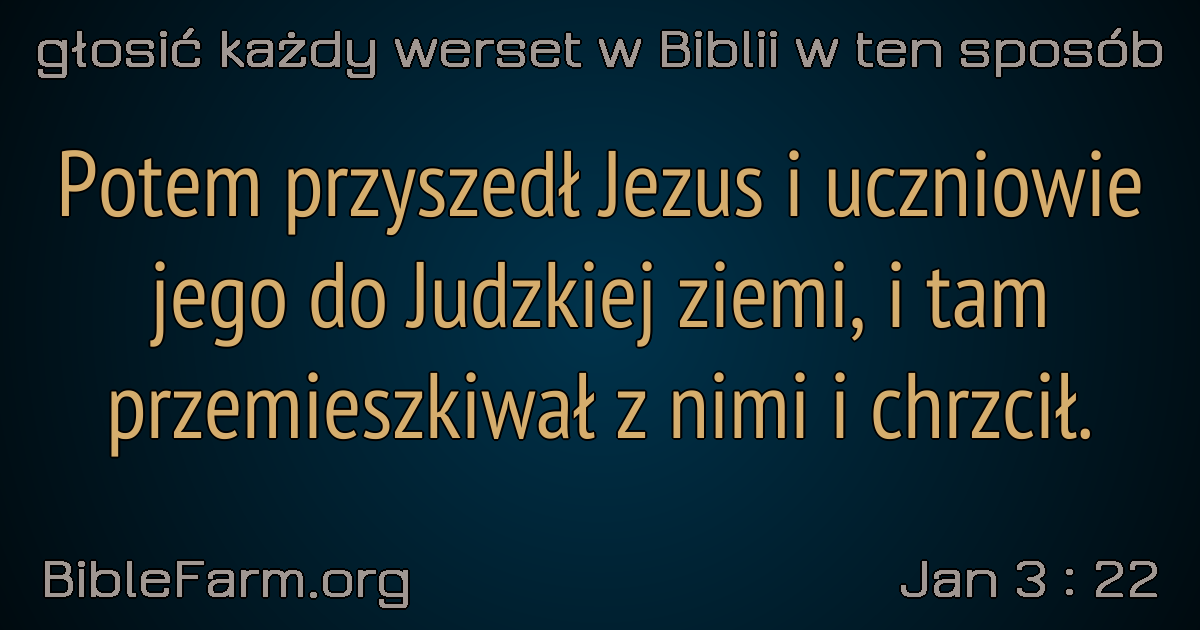 głosić każdy werset w Biblii w ten sposób
Potem przyszedł Jezus i uczniowie
jego do Judzkiej ziemi, i tam
przemieszkiwał z nimi i chrzcił.
BibleFarm.org
Jan 3 : 22